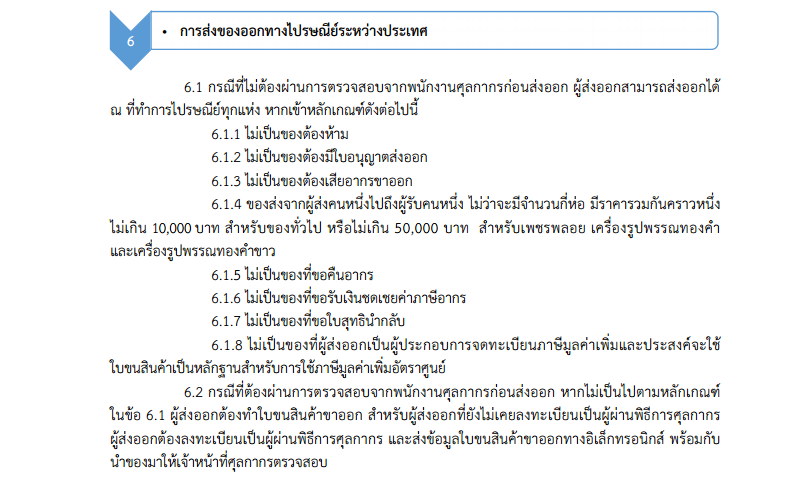 6
• การส่งของออกทางไปรษณีย์ระหว่างประเทศ
6.1 กรณีที่ไม่ต้องผ่านการตรวจสอบจากพนักงานศุลกากรก่อนส่งออก ผู้ส่งออกสามารถส่งออกได้
ณ ที่ทำการไปรษณีย์ทุกแห่ง หากเข้าหลักเกณฑ์ดังต่อไปนี้
6.1.1 ไม่เป็นของต้องห้าม
6.1.2 ไม่เป็นของต้องมีใบอนุญาตส่งออก
6.1.3 ไม่เป็นของต้องเสียอากรขาออก
6.1.4 ของส่งจากผู้ส่งคนหนึ่งไปถึงผู้รับคนหนึ่ง ไม่ว่าจะมีจำนวนกี่ห่อ มีราคารวมกันคราวหนึ่ง
ไม่เกิน 10,000 บาท สำหรับของทั่วไป หรือไม่เกิน 50,000 บาท สำหรับเพชรพลอย เครื่องรูปพรรณทองคำ
และเครื่องรูปพรรณทองคำขาว
6.1.5 ไม่เป็นของที่ขอคืนอากร
6.1.6 ไม่เป็นของที่ขอรับเงินชดเชยค่าภาษีอากร
6.1.7 ไม่เป็นของที่ขอใบสุทธินำกลับ
6.1.8 ไม่เป็นของที่ผู้ส่งออกเป็นผู้ประกอบการจดทะเบียนภาษีมูลค่าเพิ่มและประสงค์จะใช้
ใบขนสินค้าเป็นหลักฐานสำหรับการใช้ภาษีมูลค่าเพิ่มอัตราศูนย์
6.2 กรณีที่ต้องผ่านการตรวจสอบจากพนักงานศุลกากรก่อนส่งออก หากไม่เป็นไปตามหลักเกณฑ์
ในข้อ 6.1 ผู้ส่งออกต้องทำใบขนสินค้าขาออก สำหรับผู้ส่งออกที่ยังไม่เคยลงทะเบียนเป็นผู้ผ่านพิธีการศุลกากร
ผู้ส่งออกต้องลงทะเบียนเป็นผู้ผ่านพิธีการศุลกากร และส่งข้อมูลใบขนสินค้าขาออกทางอิเล็กทรอนิกส์ พร้อมกับ
นำของมาให้เจ้าหน้าที่ศุลกากรตรวจสอบ